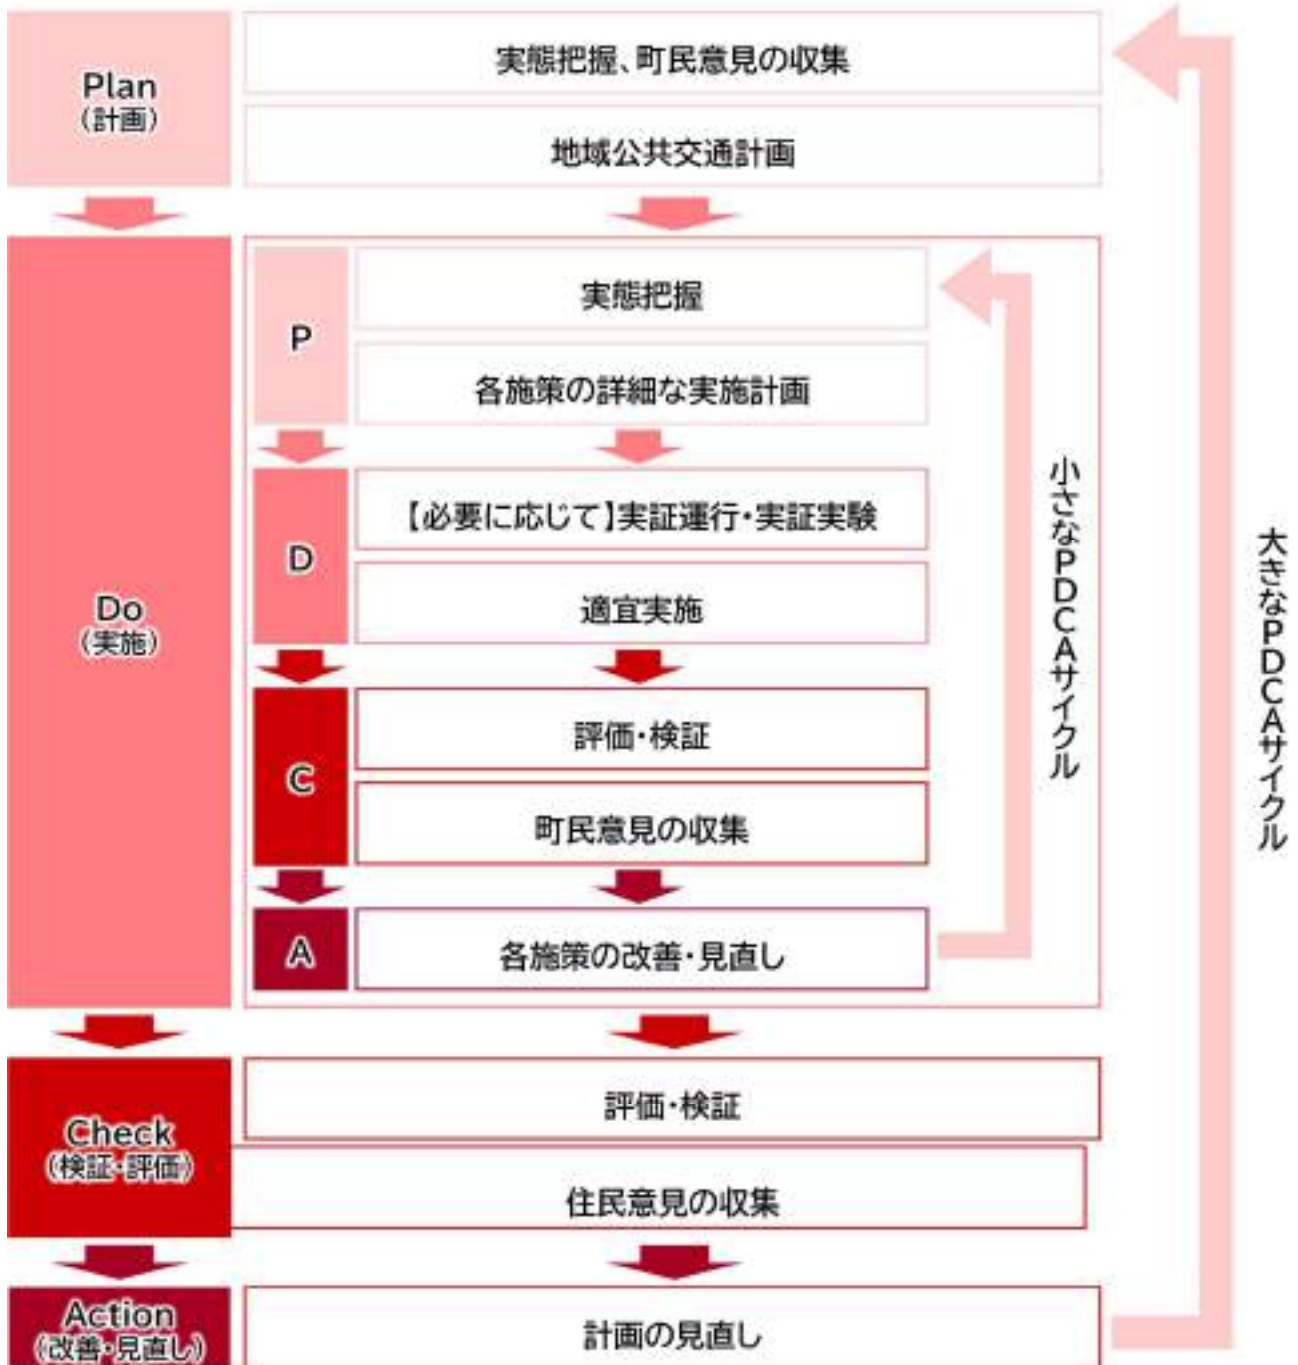 Plan
(計画)
実態把握、町民意見の収集
地域公共交通計画
Do
(実施)
P
実態把握
各施策の詳細な実施計画
D
【必要に応じて】実証運行・実証実験
適宜実施
C
評価・検証
町民意見の収集
A
各施策の改善・見直し
小さなPDCAサイクル
大きなPDCAサイクル
Check
(検証・評価)
評価・検証
住民意見の収集
Action
(改善・見直し)
計画の見直し